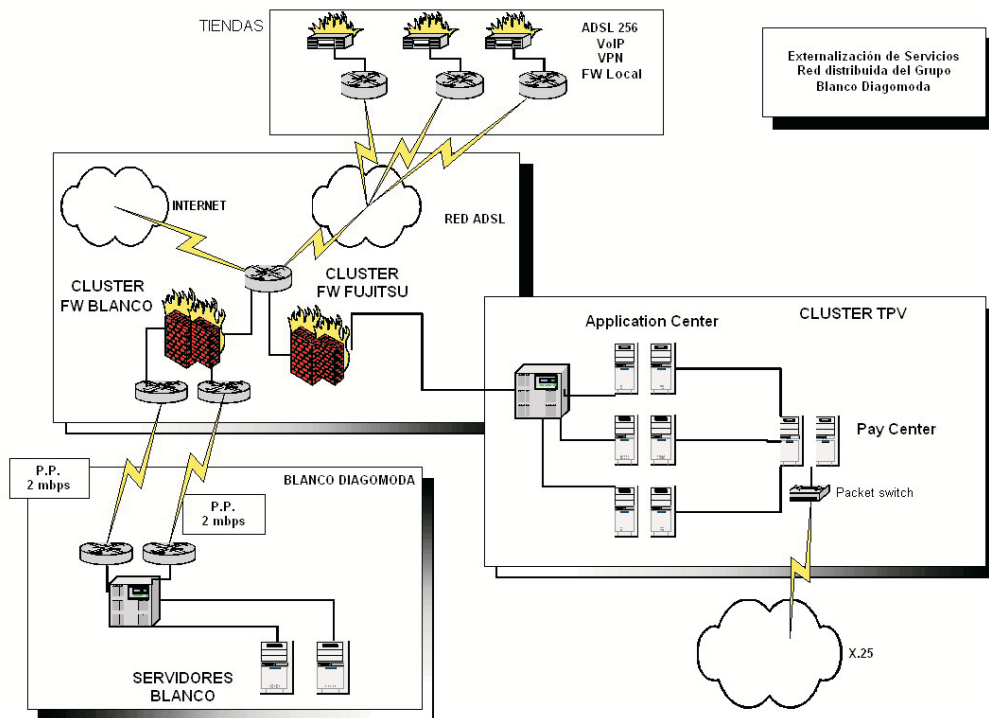 TIENDAS
ADSL 256
VoIP
VPN
FW Local
Externalización de Servicios
Red distribuida del Grupo
Blanco Diagomoda
INTERNET
RED ADSL
CLUSTER
FW BLANCO
CLUSTER
FW FUJITSU
Application Center
CLUSTER TPV
Pay Center
Packet switch
P.P.
2 mbps
BLANCO DIAGOMODA
P.P.
2 mbps
SERVIDORES
BLANCO
X.25